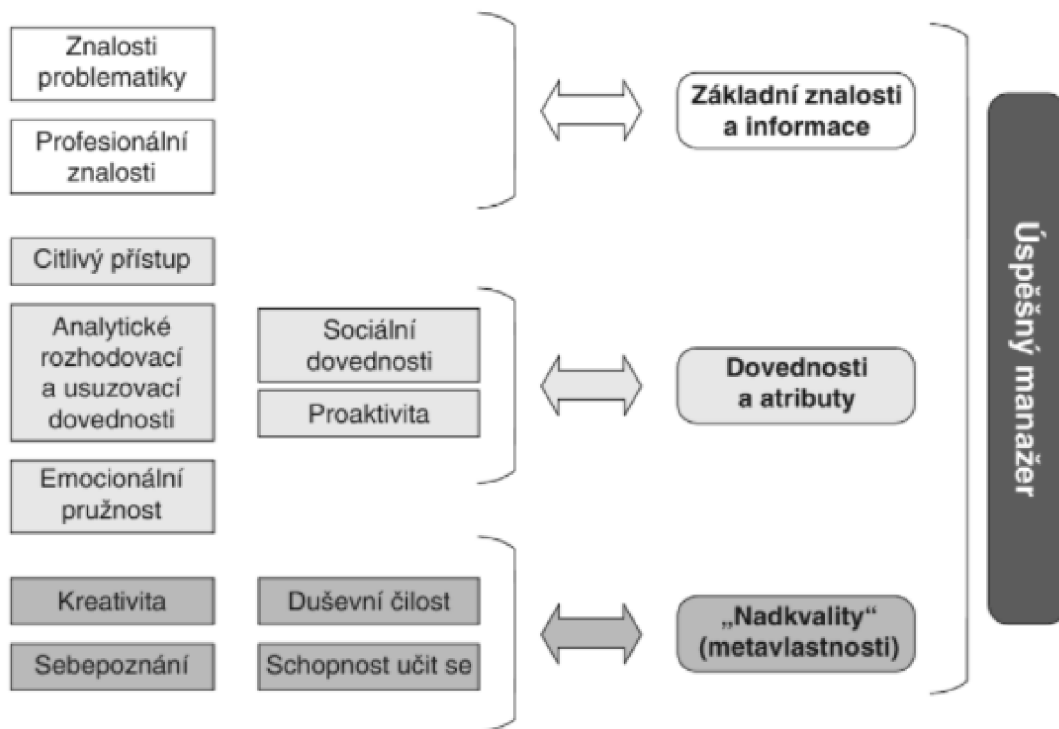 Znalosti
problematiky
Profesionální
znalosti
Základní znalosti
a informace
Citlivý přístup
Analytické
rozhodovací
a usuzovací
dovednosti
Sociální
dovednosti
Proaktivita
Emocionální
pružnost
Dovednosti
a atributy
Kreativita
Duševní čilost
Sebepoznání
Schopnost učit se
„Nadkvality“
(metavlastnosti)
Úspěšný manažer